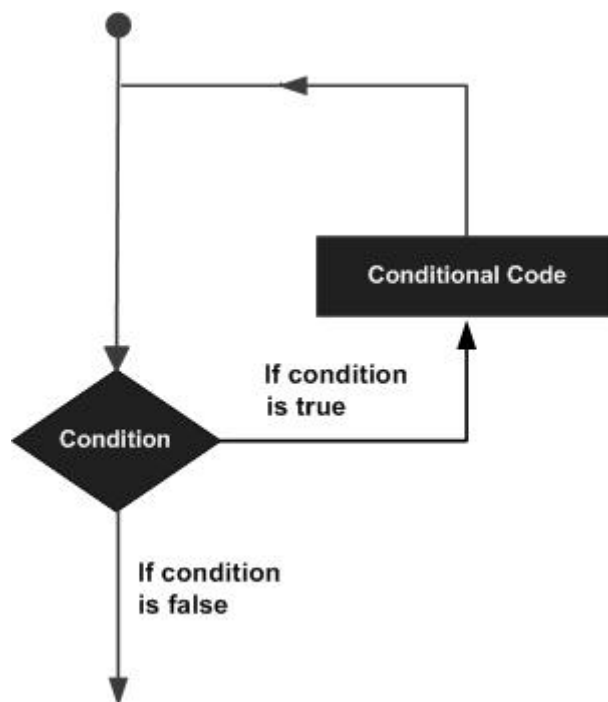 Conditional Code
If condition
is true
Condition
If condition
is false